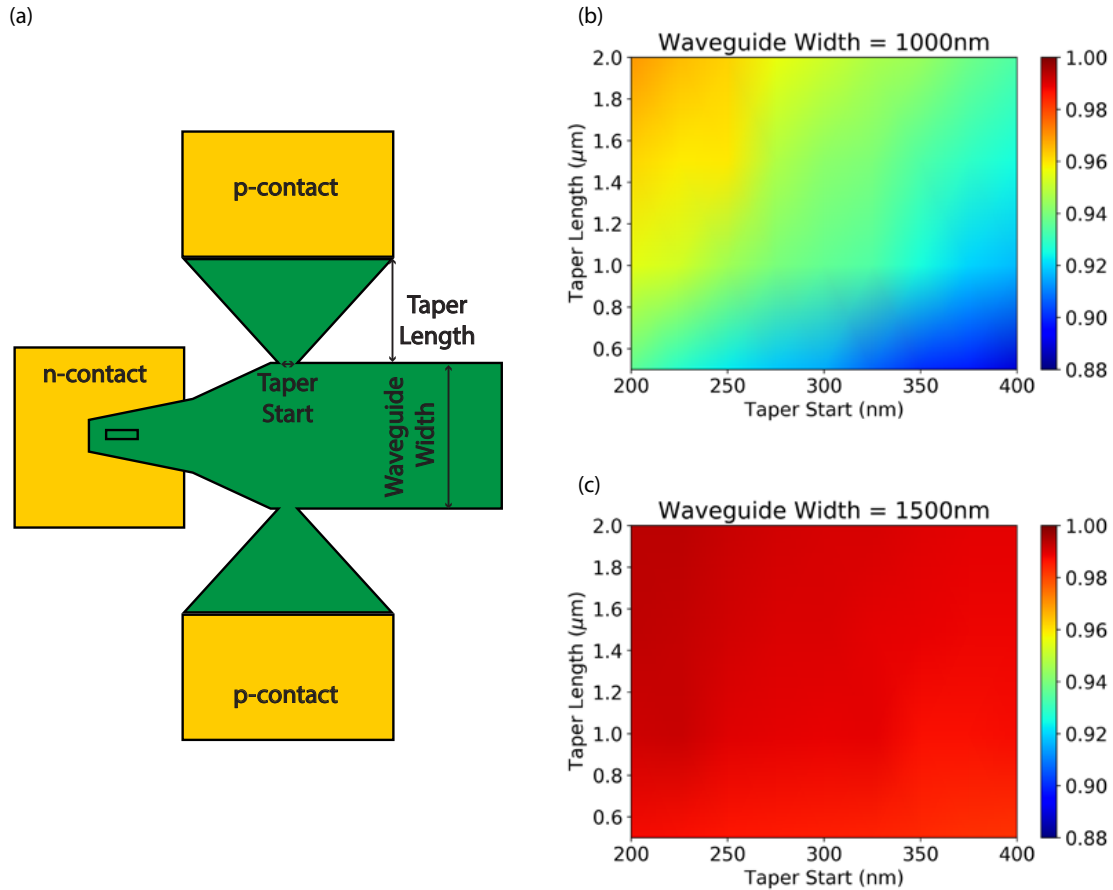 (a)
p-contact
Taper
Length
n-contact
Taper
Start
Waveguide
Width
p-contact
(b)
Waveguide Width = 1000nm
2.0
1.8
1.6
1.4
1.2
1.0
0.8
0.6
Taper Length (μm)
200 250 300 350 400
Taper Start (nm)
1.00
0.98
0.96
0.94
0.92
0.90
0.88
(c)
Waveguide Width = 1500nm
2.0
1.8
1.6
1.4
1.2
1.0
0.8
0.6
Taper Length (μm)
200 250 300 350 400
Taper Start (nm)
1.00
0.98
0.96
0.94
0.92
0.90
0.88